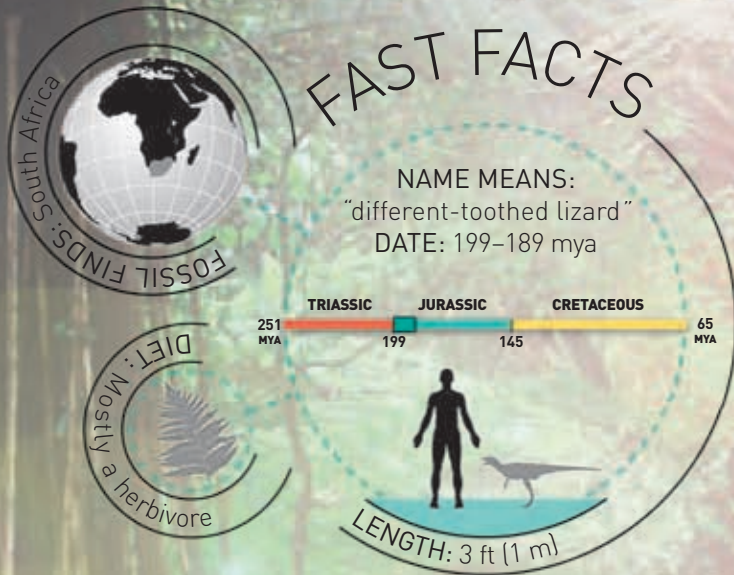 FAST FACTS
FOSSIL FINDS: South Africa
NAME MEANS:
“different-toothed lizard”
DATE: 199–189 mya
TRIASSIC JURASSIC CRETACEOUS
251
MYA
199
145
65
MYA
DIET: Mostly a herbivore
LENGTH: 3 ft (1 m)